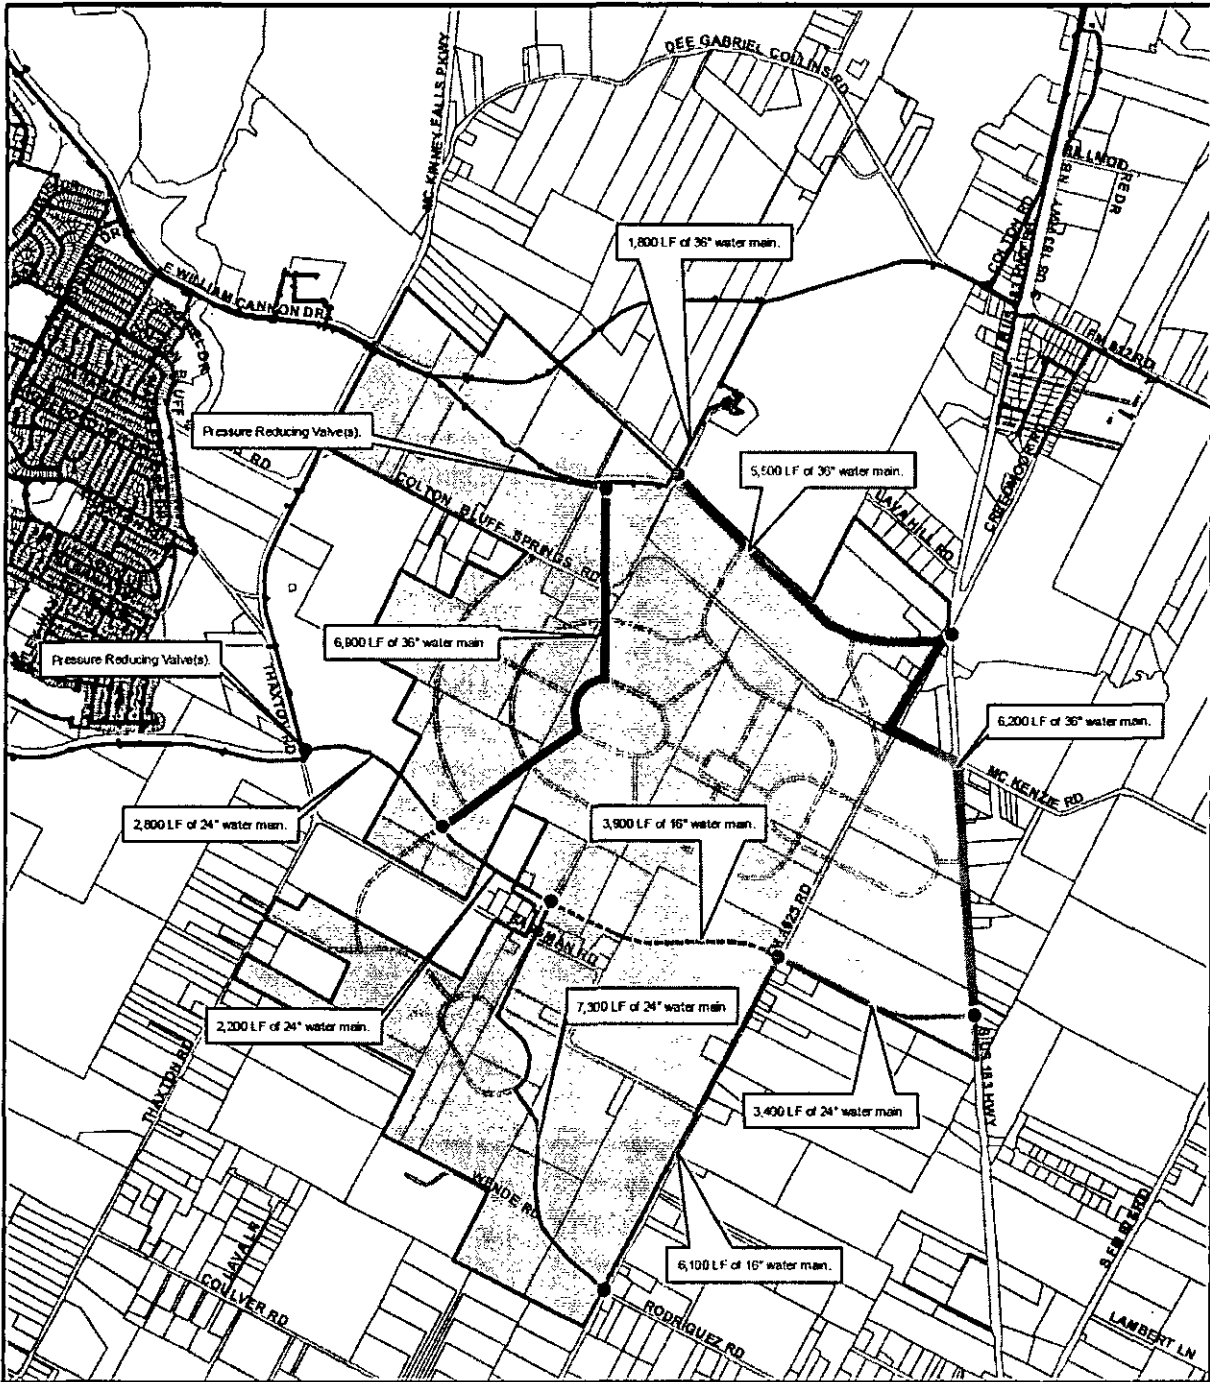 DEE GABRIEL COLLINS RD
MC KINNEY FALLS PKWY
COLTON RD
1,800 LF of 36" water main.
E WILLIAM CANNON DR
DR
FM 812 RD
Pressure Reducing Valve(s).
5,500 LF of 36" water main.
COLTON BLUFF SPRINGS RD
LAVA HILL RD
RD
6,900 LF of 36" water main
Pressure Reducing Valve(s).
THAXTON RD
6,200 LF of 36" water main.
MC KENZIE RD
2,800 LF of 24" water main.
3,900 LF of 16" water main.
1625 RD
2,200 LF of 24" water main.
7,300 LF of 24" water main
183 HWY
THAXTON RD
3,400 LF of 24" water main
WENDE RD
6,100 LF of 16" water main.
COULVER RD
RODRIGUEZ RD
LAMBERT LN